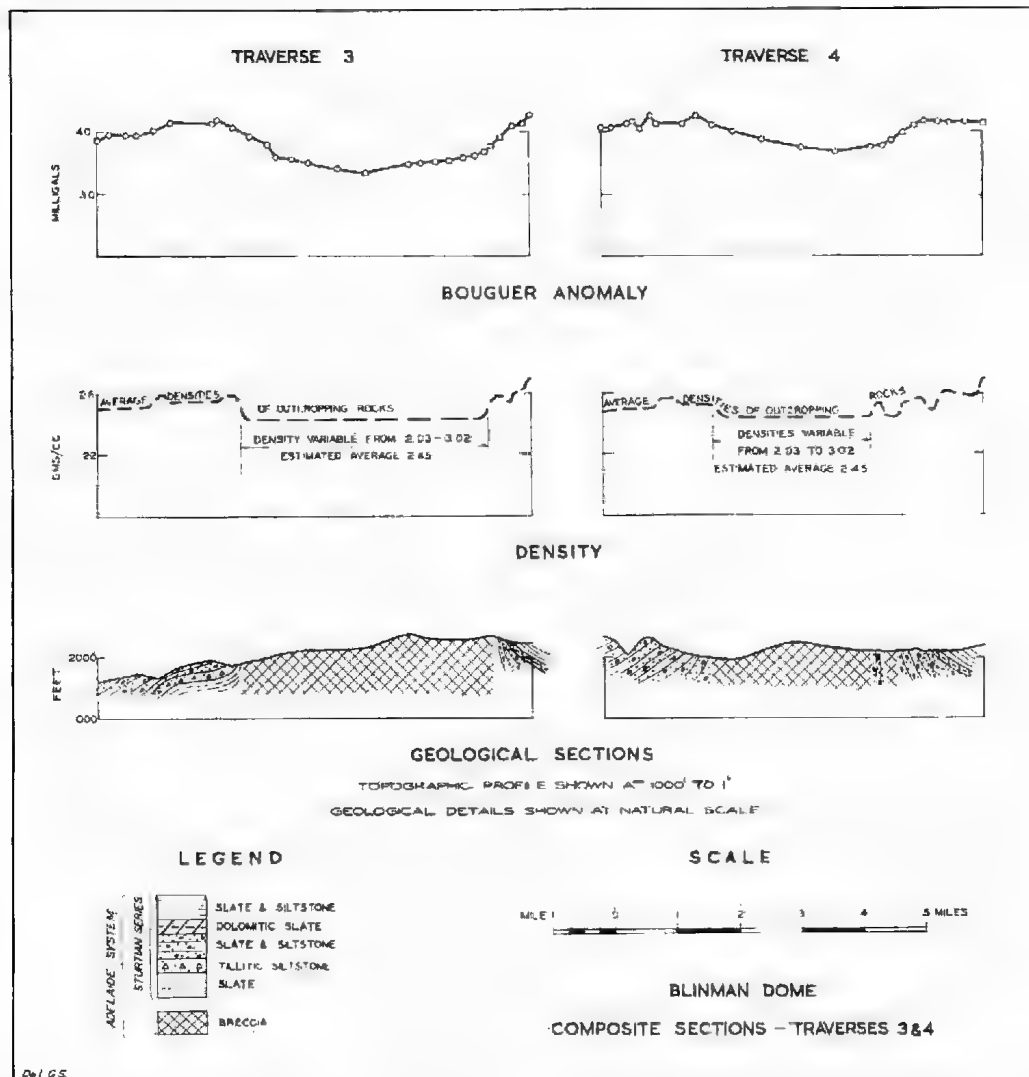 TRAVERSE 3
TRAVERSE 4
40
30
MILLIGALS
40
30
BOUGUER ANOMALY
2.6
2.2
GMS/CC
AVERAGE DENSITIES
OF OUTCROPPING ROCKS
DENSITY VARIABLE FROM 2.03-3.02
ESTIMATED AVERAGE 2.45
AVERAGE DENSITIES OF OUTCROPPING ROCKS
DENSITIES VARIABLE
FROM 2.03 TO 3.02
ESTIMATED AVERAGE 2.45
DENSITY
2000
000
FEET
GEOLOGICAL SECTIONS
TOPOGRAPHIC PROFILE SHOWN AT 1000' TO 1"
GEOLOGICAL DETAILS SHOWN AT NATURAL SCALE
LEGEND
ADELAIDE SYSTEM
STURTIAN SERIES
SLATE & SILTSTONE
DOLOMITIC SLATE
SLATE & SILTSTONE
TILLITIC SILTSTONE
SLATE
BRECCIA
SCALE
MILE 1 0 1 2 3 4 5 MILES
BLINMAN DOME
COMPOSITE SECTIONS - TRAVERSES 3&4